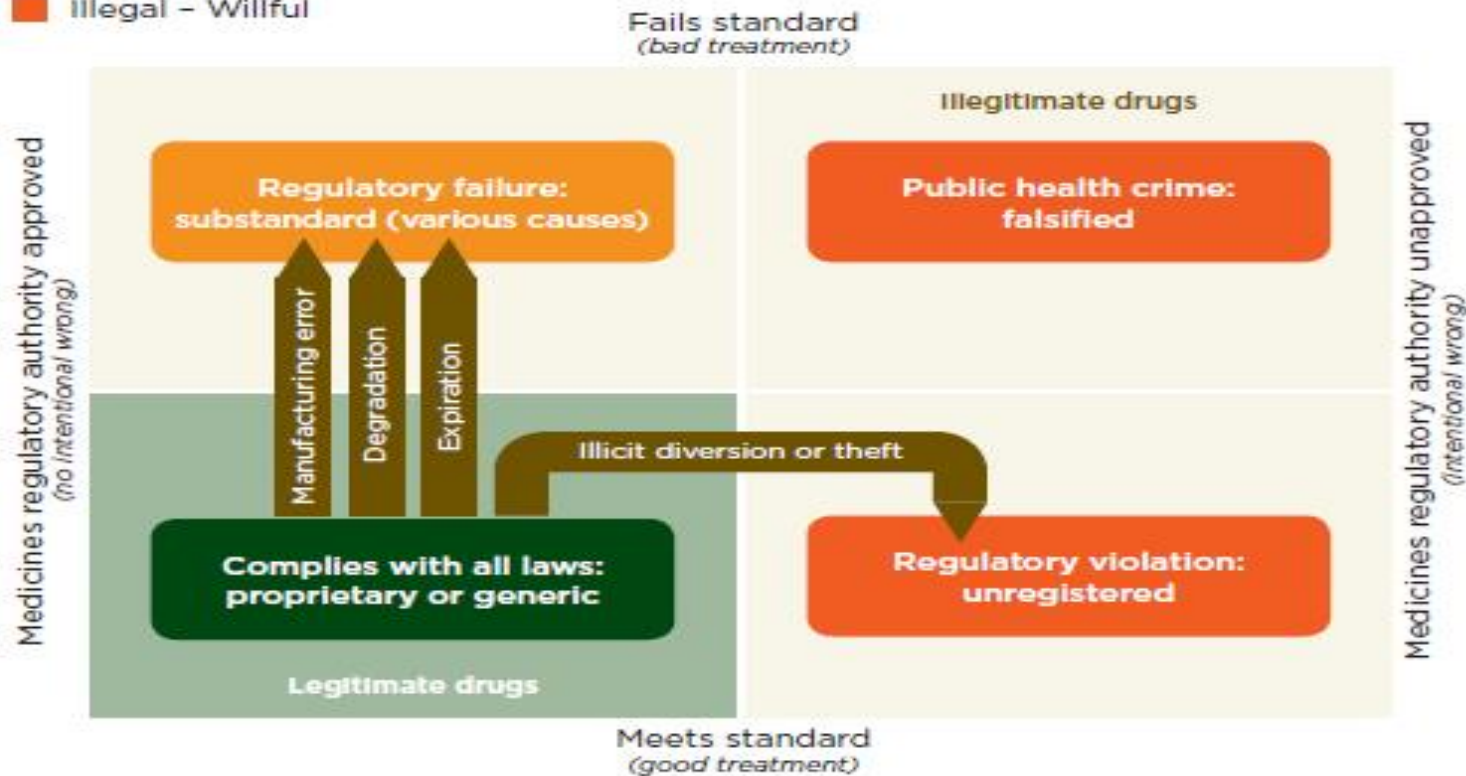 Illegal – Willful
Fails standard
(bad treatment)
Illegitimate drugs
Medicines regulatory authority approved
(no intentional wrong)
Regulatory failure:
substandard (various causes)
Public health crime:
falsified
Medicines regulatory authority unapproved
(intentional wrong)
Manufacturing error
Degradation
Expiration
Illicit diversion or theft
Complies with all laws:
proprietary or generic
Regulatory violation:
unregistered
Legitimate drugs
Meets standard
(good treatment)